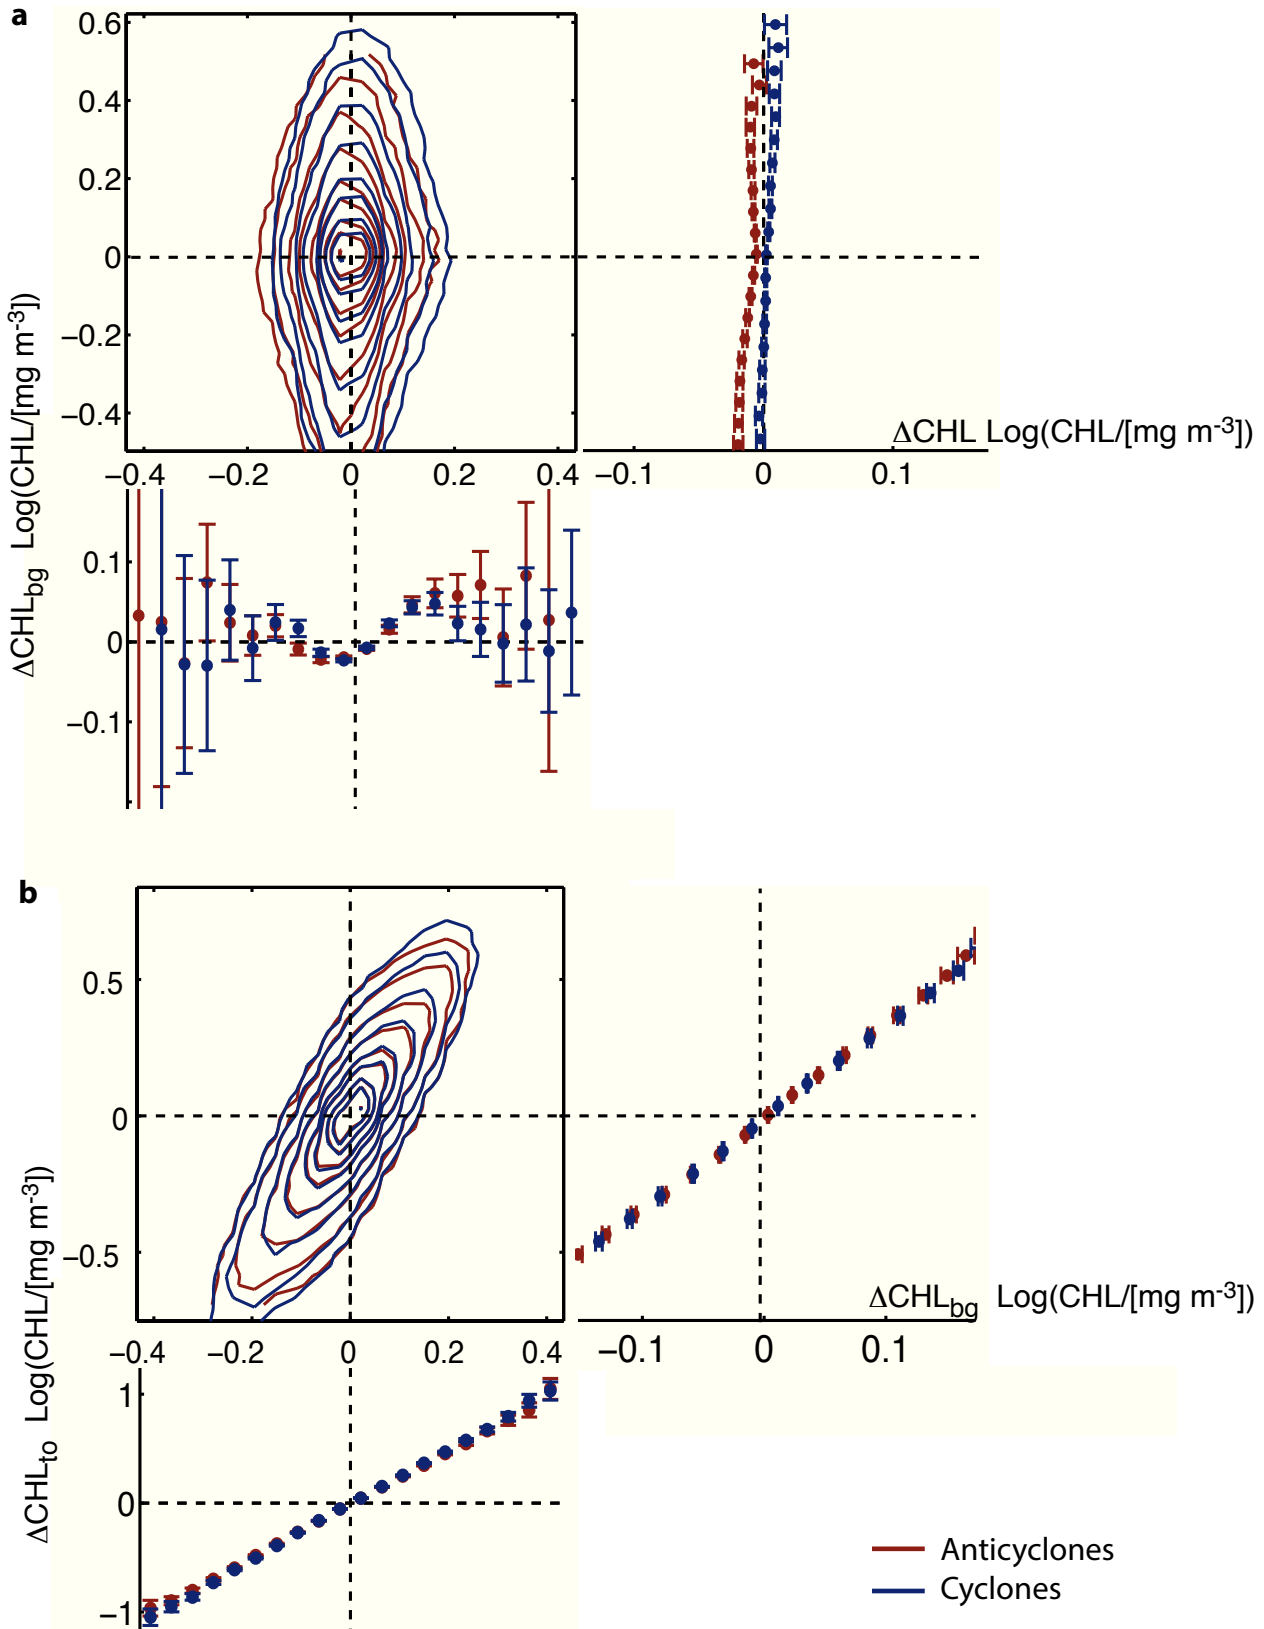 a
0.6
0.4
0.2
0
−0.2
−0.4
−0.4 −0.2 0 0.2 0.4
−0.1 0 0.1
ΔCHL Log(CHL/[mg m-3])
ΔCHLbg Log(CHL/[mg m-3])
0.1
0
−0.1
b
0.5
0
−0.5
−0.4 −0.2 0 0.2 0.4
−0.1 0 0.1
ΔCHLbg Log(CHL/[mg m-3])
ΔCHLto Log(CHL/[mg m-3])
1
0
−1
Anticyclones
Cyclones